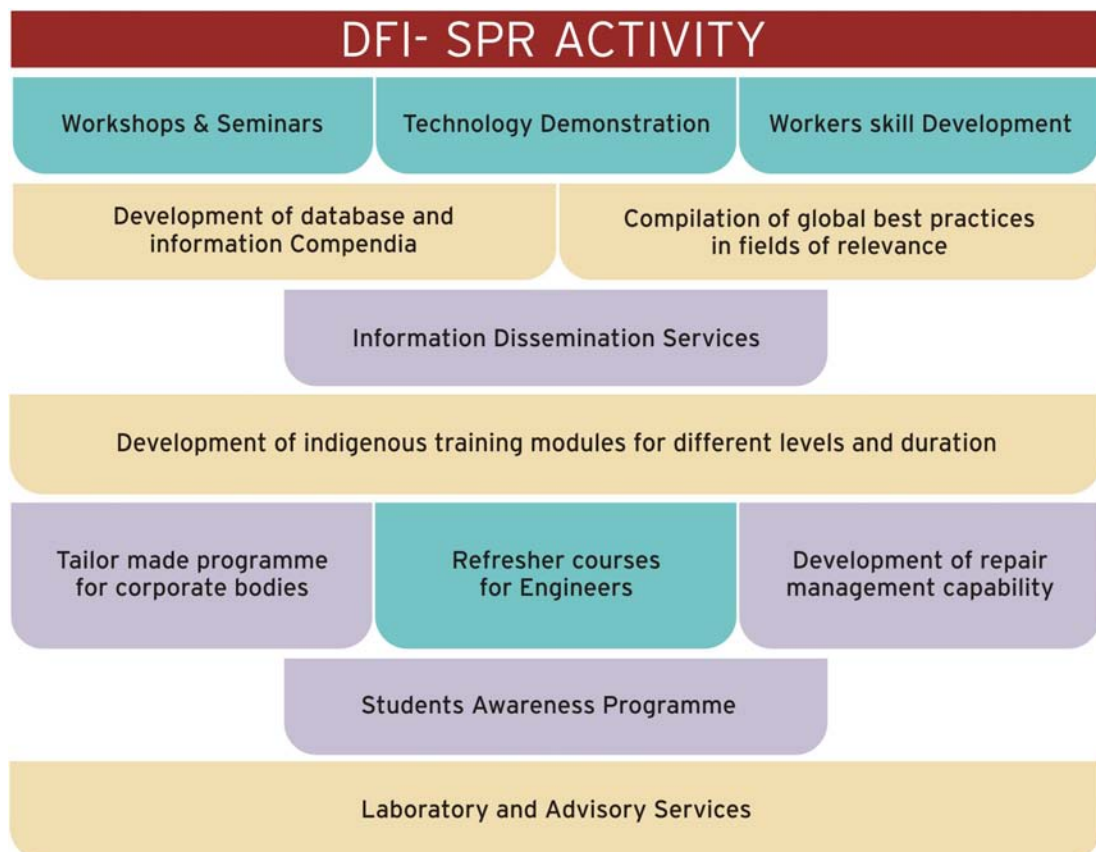 DFI- SPR ACTIVITY
Workshops & Seminars
Technology Demonstration
Workers skill Development
Development of database and
information Compendia
Compilation of global best practices
in fields of relevance
Information Dissemination Services
Development of indigenous training modules for different levels and duration
Tailor made programme
for corporate bodies
Refresher courses
for Engineers
Development of repair
management capability
Students Awareness Programme
Laboratory and Advisory Services